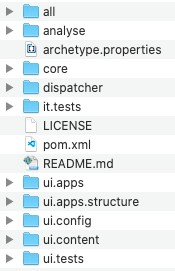 all
analyse
archetype.properties
core
dispatcher
it.tests
LICENSE
pom.xml
README.md
ui.apps
ui.apps.structure
ui.config
ui.content
ui.tests